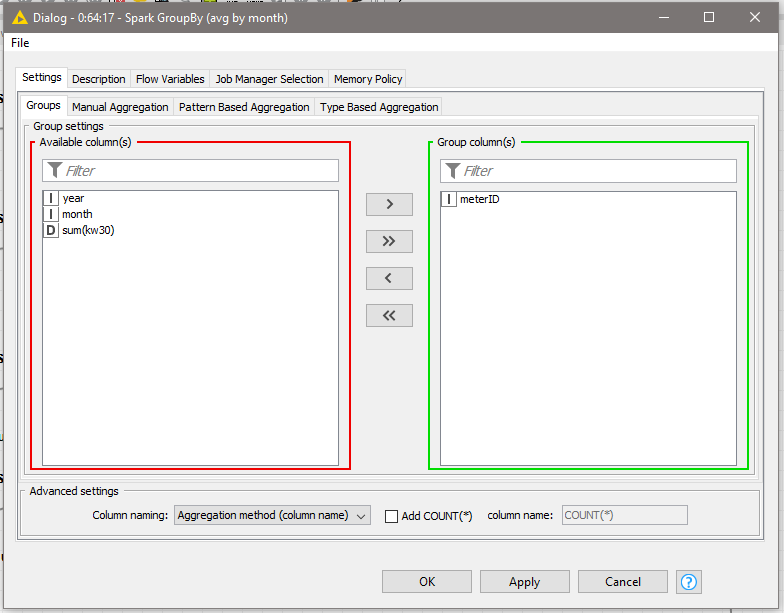 Dialog - 0:64:17 - Spark GroupBy (avg by month)
File
Settings Description Flow Variables Job Manager Selection Memory Policy
Groups Manual Aggregation Pattern Based Aggregation Type Based Aggregation
Group settings
Available column(s) Group column(s)
Filter Filter
I year I meterID
I month
D sum(kw30)
>
>>
<
<<
Advanced settings
Column naming: Aggregation method (column name) Add COUNT(*) column name: COUNT(*)
OK Apply Cancel ?